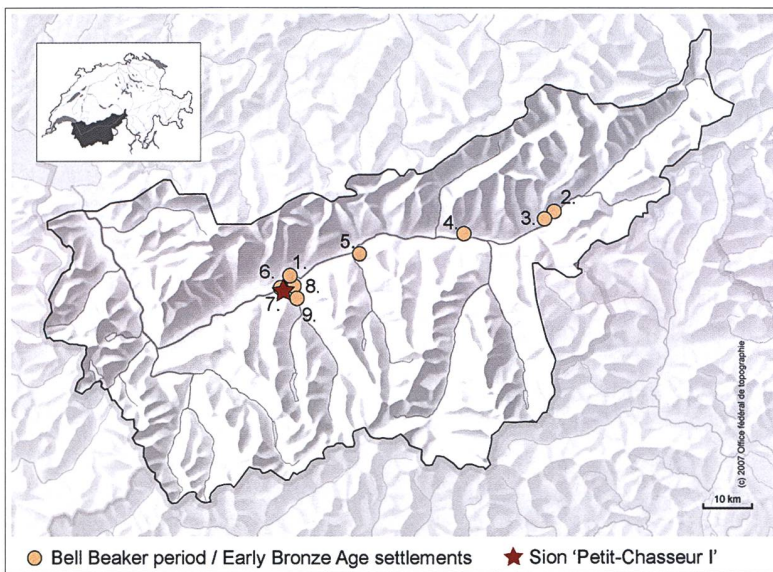 2.
3.
4.
5.
1.
6.
8.
7.
9.
(c) 2007 Office fédéral de topographie
10 km
Bell Beaker period / Early Bronze Age settlements
Sion 'Petit-Chasseur I'